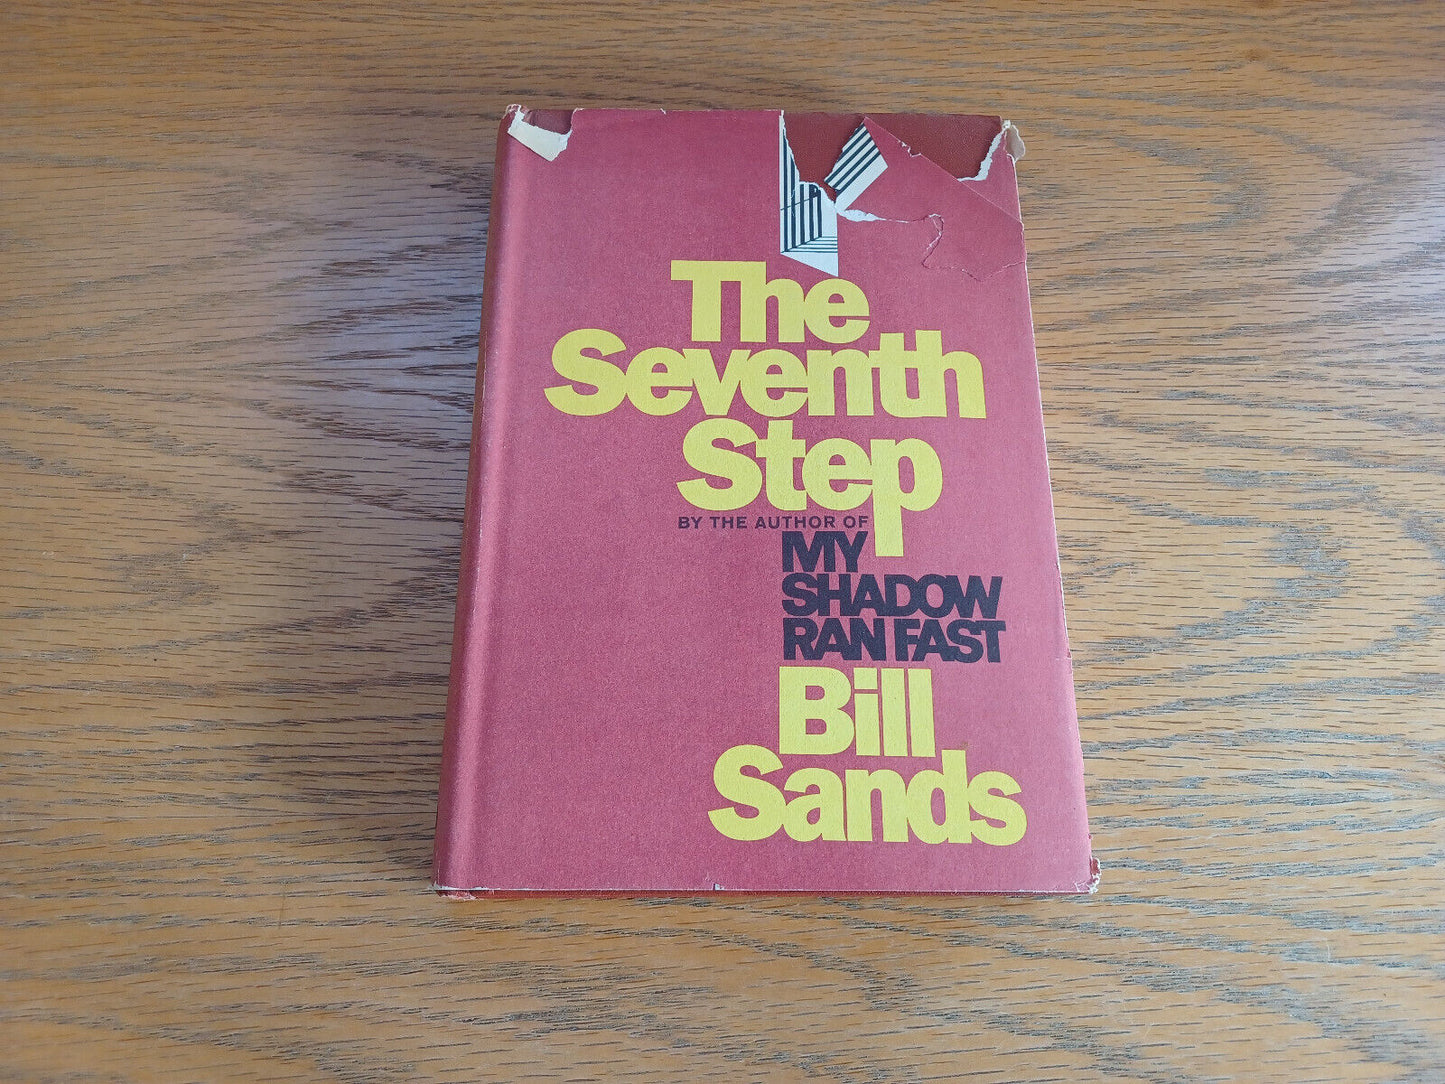 The
Seventh
Step
BY THE AUTHOR OF
MY
SHADOW
RAN FAST
Bill
Sands